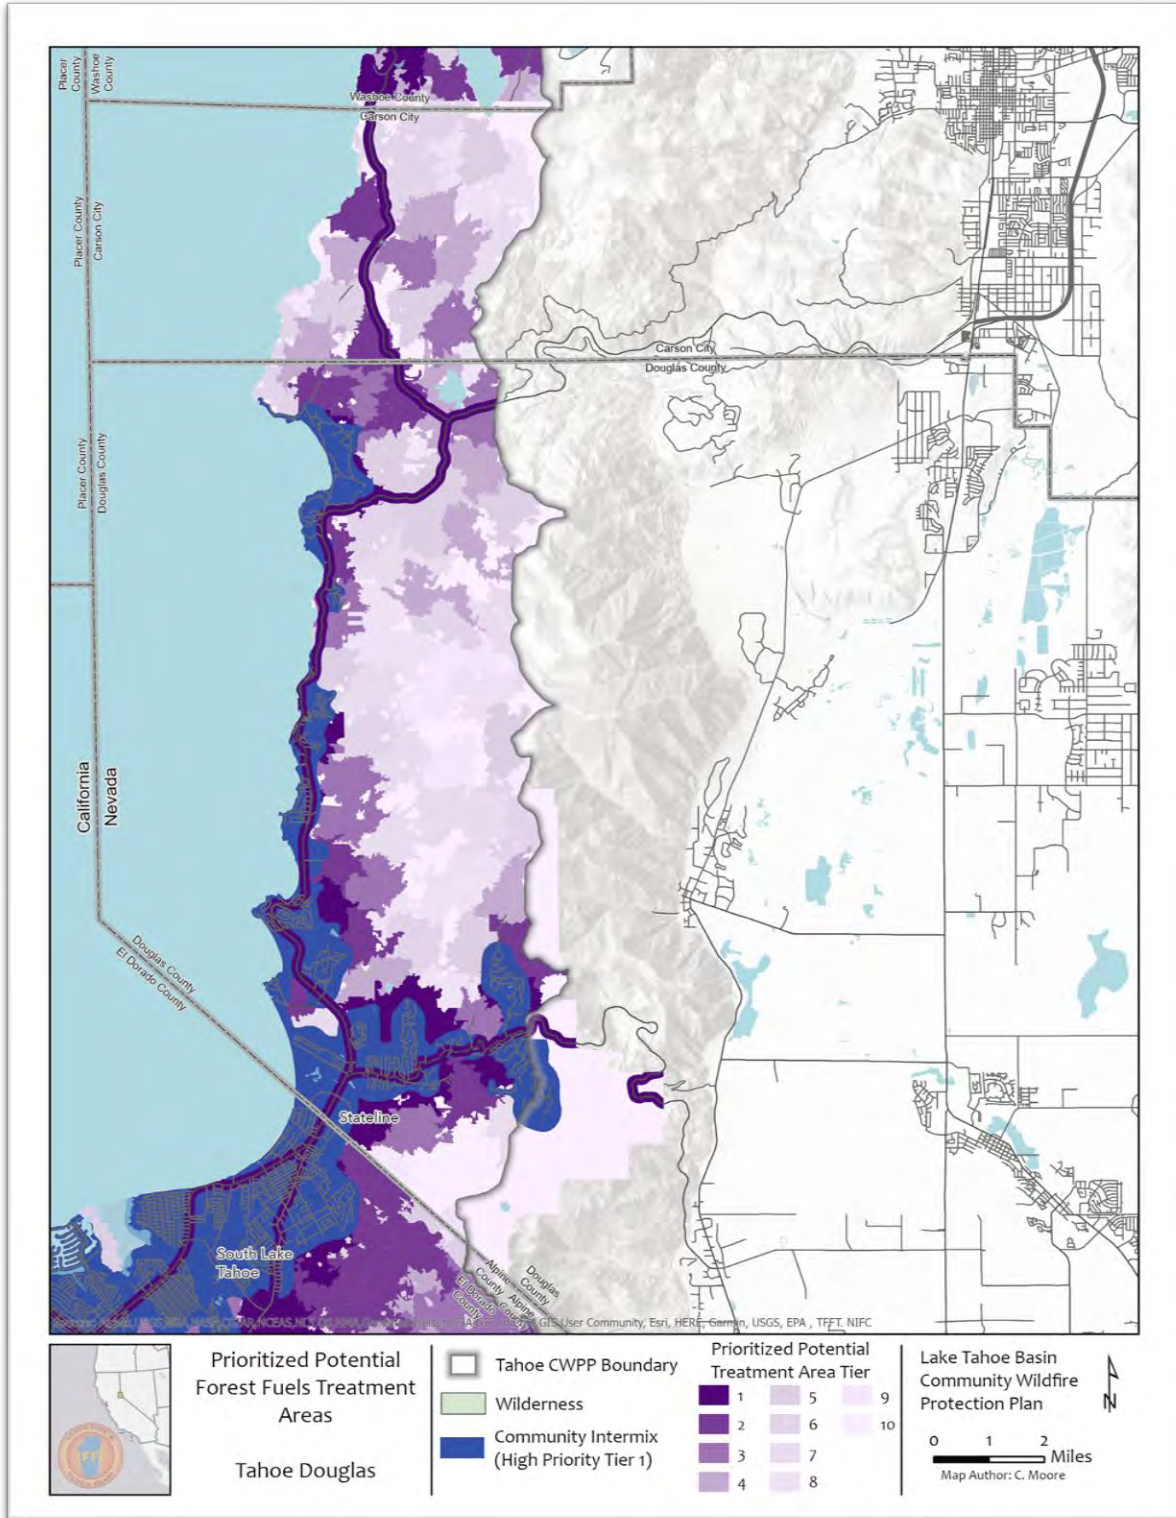 Placer County
Washoe County
Washoe County
Carson City
Placer County
Carson City
Carson City
Douglas County
Placer County
Douglas County
California
Nevada
Douglas County
El Dorado County
Stateline
South Lake
Tahoe
Alpine County
El Dorado County
Douglas County
Alpine
GIS User Community, Esri, HERE, Garmin, USGS, EPA , TFFT. NIFC
Prioritized Potential
Forest Fuels Treatment
Areas
Tahoe Douglas
Tahoe CWPP Boundary
Wilderness
Community Intermix
(High Priority Tier 1)
Prioritized Potential
Treatment Area Tier
1
2
3
4
5
6
7
8
9
10
Lake Tahoe Basin
Community Wildfire
Protection Plan
N
0 1 2
Miles
Map Author: C. Moore